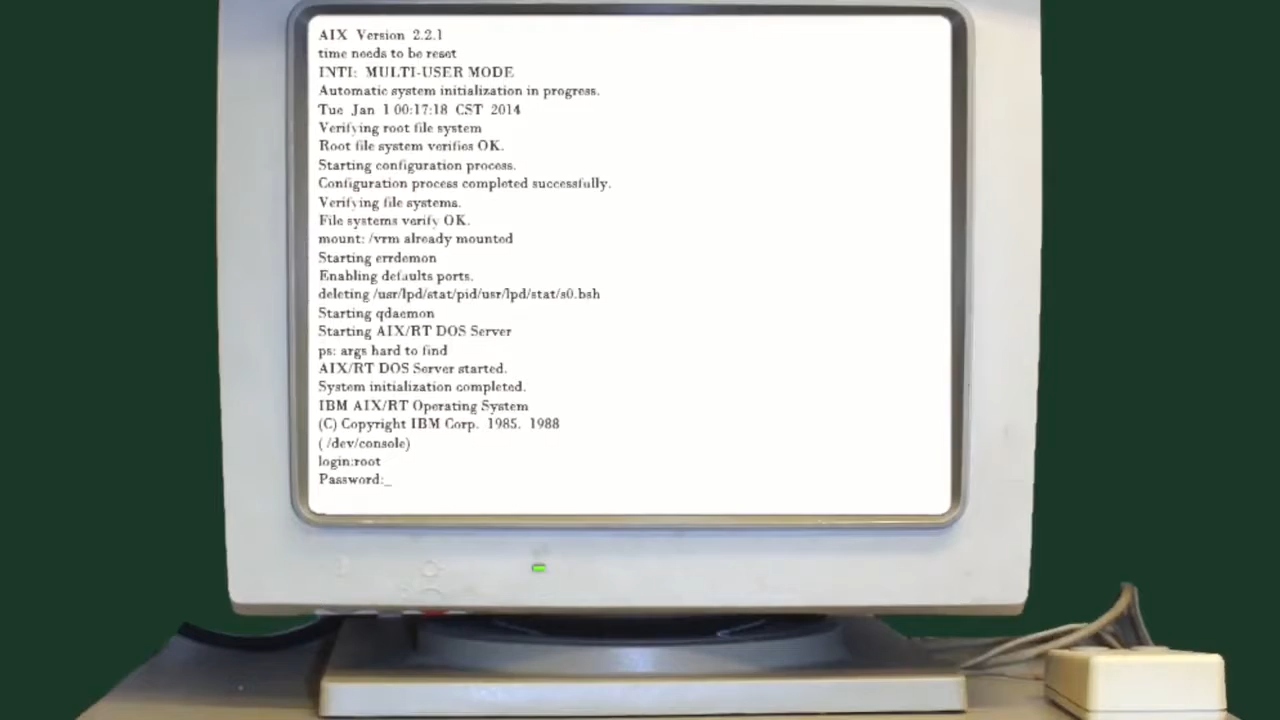 AIX Version 2.2.1
time needs to be reset
INTI: MULTI-USER MODE
Automatic system initialization in progress.
Tue Jan 1 00:17:18 CST 2014
Verifying root file system
Root file system verifies OK.
Starting configuration process.
Configuration process completed successfully.
Verifying file systems.
File systems verify OK.
mount: /vrm already mounted
Starting errdemon
Enabling defaults ports.
deleting /usr/lpd/stat/pid/usr/lpd/stat/s0.bsh
Starting qdaemon
Starting AIX/RT DOS Server
ps: args hard to find
AIX/RT DOS Server started.
System initialization completed.
IBM AIX/RT Operating System
(C) Copyright IBM Corp. 1985. 1988
( /dev/console)
login:root
Password:_